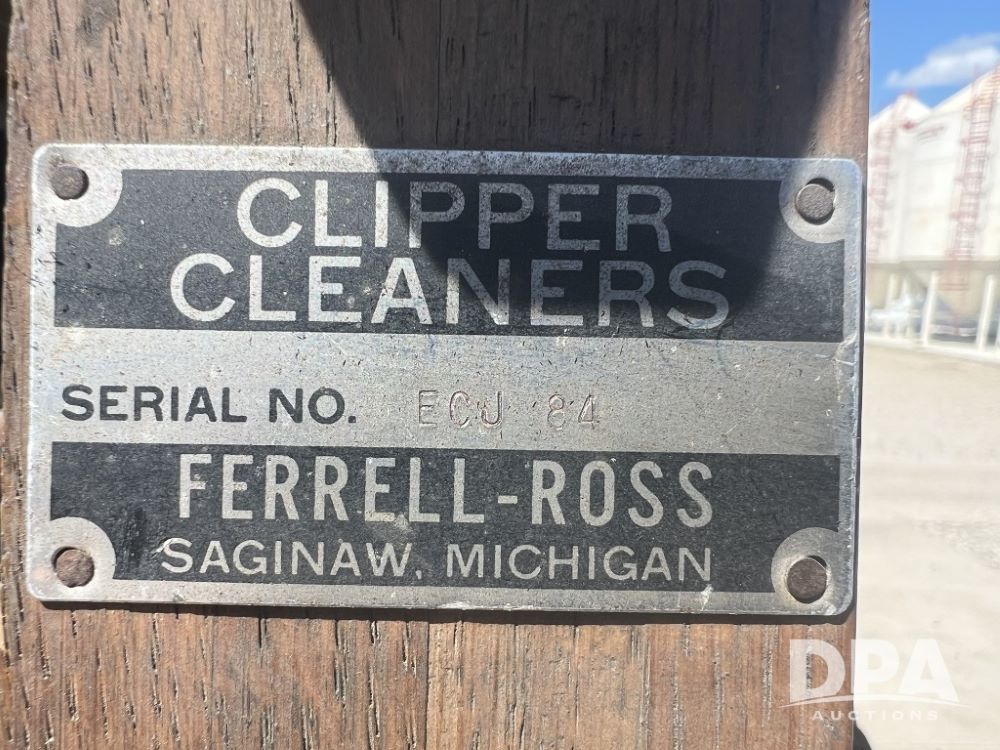 CLIPPER
CLEANERS
SERIAL NO. ECJ 84
FERRELL-ROSS
SAGINAW, MICHIGAN
DPA
AUCTIONS